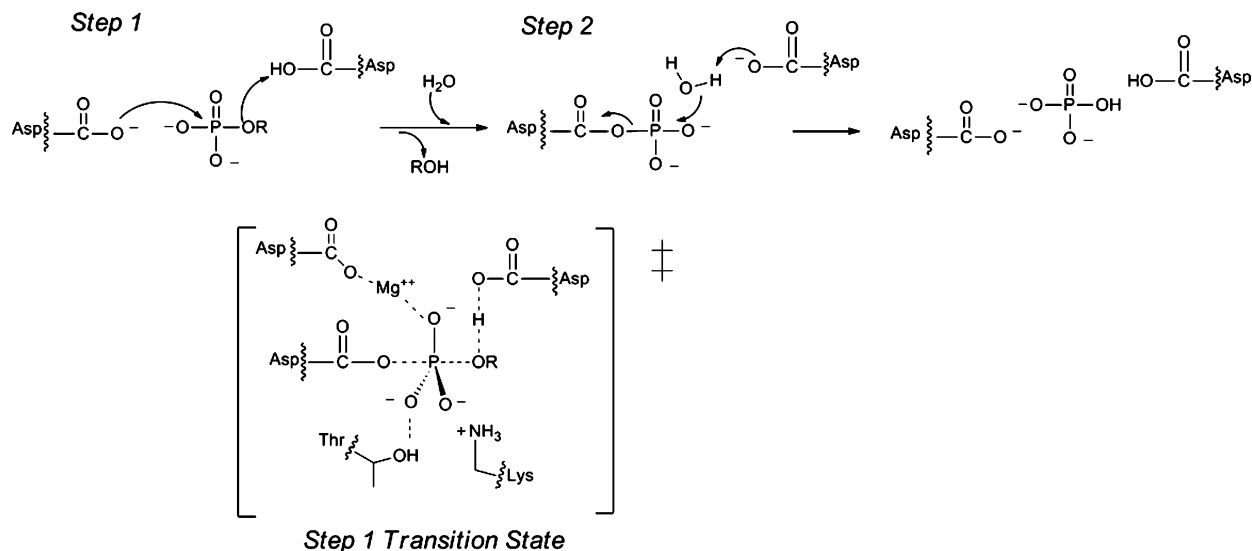 Step 1
Step 2
O
HO C Asp
H₂O
H H
O
O
⁻O C Asp
O
HO C Asp
O
Asp C O⁻
O
⁻O P OR
O⁻
ROH
O
Asp C O
O
P O⁻
O⁻
O
Asp C O⁻
O
⁻O P OH
O⁻
O
Asp C
O
Mg⁺⁺
O
O C Asp
H
O⁻
O
Asp C O P OR
⁻O O⁻
Thr
OH
+NH₃
Lys
‡
Step 1 Transition State